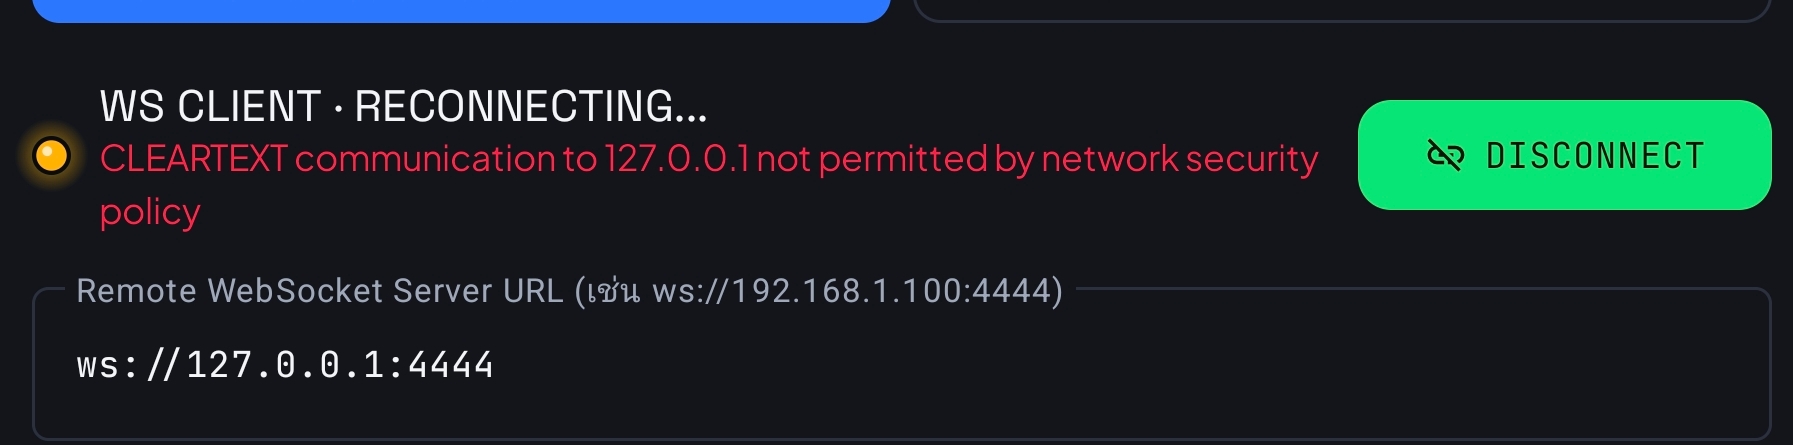 WS CLIENT · RECONNECTING...
CLEARTEXT communication to 127.0.0.1 not permitted by network security
policy
DISCONNECT
Remote WebSocket Server URL (เช่น ws://192.168.1.100:4444)
ws://127.0.0.1:4444